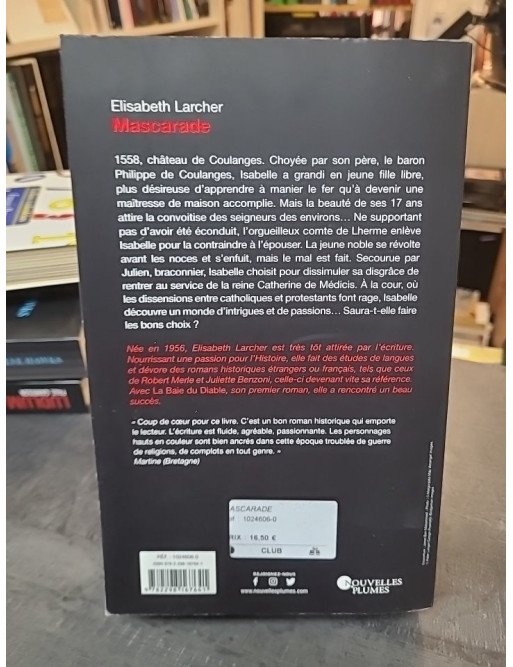 Elisabeth Larcher
Mascarade
1558, château de Coulanges. Choyée par son père, le baron
Philippe de Coulanges, Isabelle a grandi en jeune fille libre,
plus désireuse d'apprendre à manier le fer qu'à devenir une
maîtresse de maison accomplie. Mais la beauté de ses 17 ans
attire la convoitise des seigneurs des environs... Ne supportant
pas d'avoir été éconduit, l'orgueilleux comte de Lherme enlève
Isabelle pour la contraindre à l'épouser. La jeune noble se révolte
avant les noces et s'enfuit, mais le mal est fait. Secourue par
Julien, braconnier, Isabelle choisit pour dissimuler sa disgrâce de
rentrer au service de la reine Catherine de Médicis. À la cour, où
les dissensions entre catholiques et protestants font rage, Isabelle
découvre un monde d'intrigues et de passions... Saura-t-elle faire
les bons choix ?
Née en 1956, Elisabeth Larcher est très tôt attirée par l'écriture.
Nourrissant une passion pour l'Histoire, elle fait des études de langues
et dévore des romans historiques étrangers ou français, tels que ceux
de Robert Merle et Juliette Benzoni, celle-ci devenant vite sa référence.
Avec La Baie du Diable, son premier roman, elle a rencontré un beau
succès.
« Coup de cœur pour ce livre. C'est un bon roman historique qui emporte
le lecteur. L'écriture est fluide, agréable, passionnante. Les personnages
hauts en couleur sont bien ancrés dans cette époque troublée de guerre
de religions, de complots en tout genre. »
Martine (Bretagne)
ASCARADE
ef : 1024606-0
RIX : 16,50 €
CLUB
RÉF : 1024606-0
REJOIGNEZ-NOUS
www.nouvellesplumes.com
NOUVELLES
PLUMES